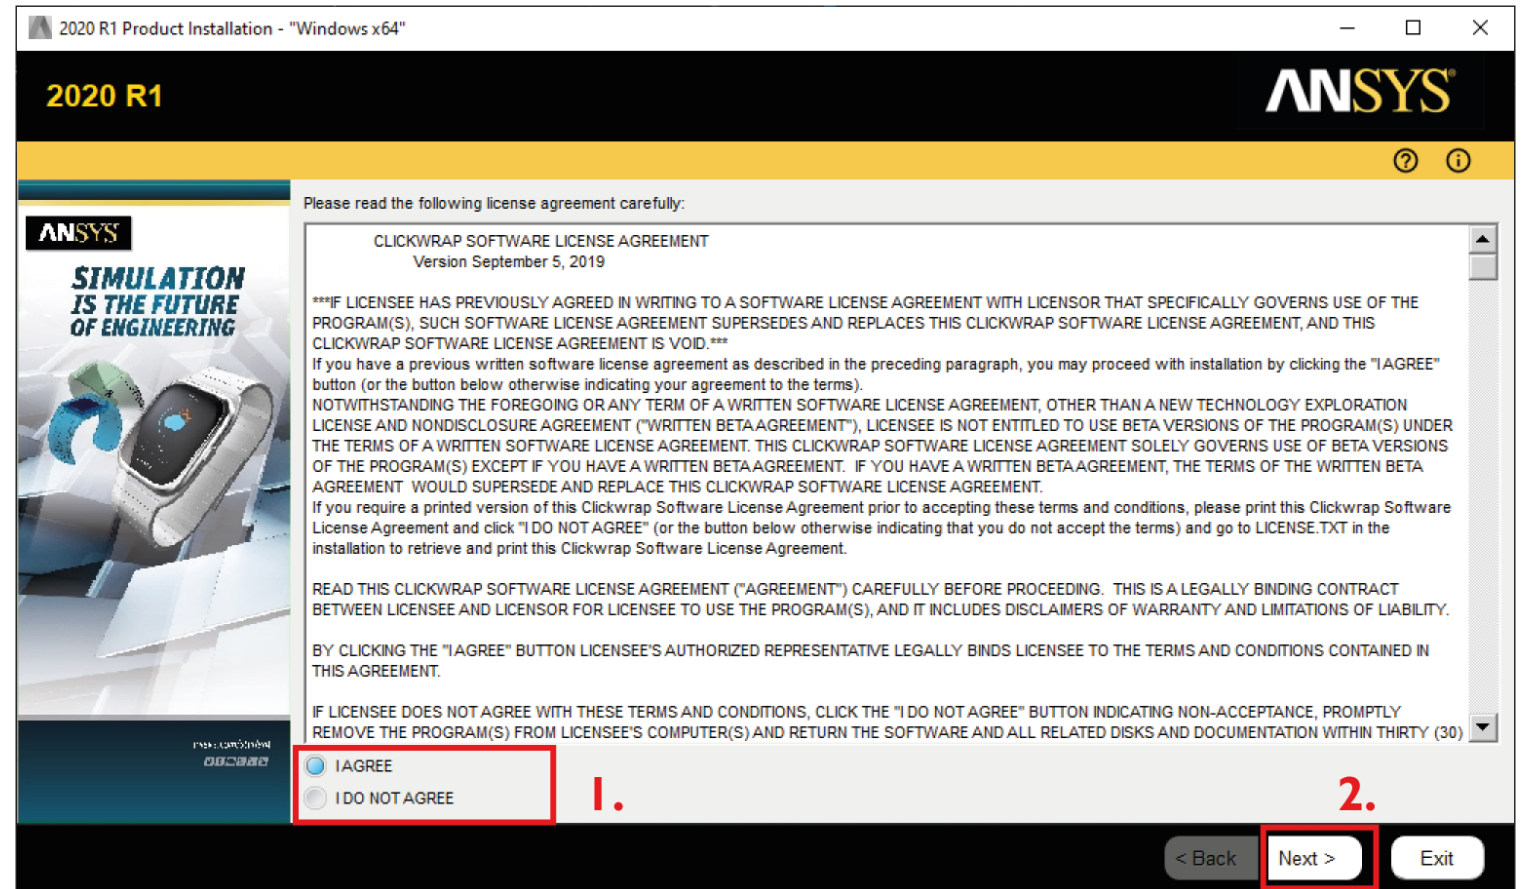 2020 R1 Product Installation - "Windows x64"
2020 R1
ANSYS
Please read the following license agreement carefully:
ANSYS
SIMULATION
IS THE FUTURE
OF ENGINEERING
CLICKWRAP SOFTWARE LICENSE AGREEMENT
Version September 5, 2019
***IF LICENSEE HAS PREVIOUSLY AGREED IN WRITING TO A SOFTWARE LICENSE AGREEMENT WITH LICENSOR THAT SPECIFICALLY GOVERNS USE OF THE
PROGRAM(S), SUCH SOFTWARE LICENSE AGREEMENT SUPERSEDES AND REPLACES THIS CLICKWRAP SOFTWARE LICENSE AGREEMENT, AND THIS
CLICKWRAP SOFTWARE LICENSE AGREEMENT IS VOID.***
If you have a previous written software license agreement as described in the preceding paragraph, you may proceed with installation by clicking the "I AGREE"
button (or the button below otherwise indicating your agreement to the terms).
NOTWITHSTANDING THE FOREGOING OR ANY TERM OF A WRITTEN SOFTWARE LICENSE AGREEMENT, OTHER THAN A NEW TECHNOLOGY EXPLORATION
LICENSE AND NONDISCLOSURE AGREEMENT ("WRITTEN BETA AGREEMENT"), LICENSEE IS NOT ENTITLED TO USE BETA VERSIONS OF THE PROGRAM(S) UNDER
THE TERMS OF A WRITTEN SOFTWARE LICENSE AGREEMENT. THIS CLICKWRAP SOFTWARE LICENSE AGREEMENT SOLELY GOVERNS USE OF BETA VERSIONS
OF THE PROGRAM(S) EXCEPT IF YOU HAVE A WRITTEN BETA AGREEMENT. IF YOU HAVE A WRITTEN BETA AGREEMENT, THE TERMS OF THE WRITTEN BETA
AGREEMENT WOULD SUPERSEDE AND REPLACE THIS CLICKWRAP SOFTWARE LICENSE AGREEMENT.
If you require a printed version of this Clickwrap Software License Agreement prior to accepting these terms and conditions, please print this Clickwrap Software
License Agreement and click "I DO NOT AGREE" (or the button below otherwise indicating that you do not accept the terms) and go to LICENSE.TXT in the
installation to retrieve and print this Clickwrap Software License Agreement.
READ THIS CLICKWRAP SOFTWARE LICENSE AGREEMENT ("AGREEMENT") CAREFULLY BEFORE PROCEEDING. THIS IS A LEGALLY BINDING CONTRACT
BETWEEN LICENSEE AND LICENSOR FOR LICENSEE TO USE THE PROGRAM(S), AND IT INCLUDES DISCLAIMERS OF WARRANTY AND LIMITATIONS OF LIABILITY.
BY CLICKING THE "I AGREE" BUTTON LICENSEE'S AUTHORIZED REPRESENTATIVE LEGALLY BINDS LICENSEE TO THE TERMS AND CONDITIONS CONTAINED IN
THIS AGREEMENT.
IF LICENSEE DOES NOT AGREE WITH THESE TERMS AND CONDITIONS, CLICK THE "I DO NOT AGREE" BUTTON INDICATING NON-ACCEPTANCE, PROMPTLY
REMOVE THE PROGRAM(S) FROM LICENSEE'S COMPUTER(S) AND RETURN THE SOFTWARE AND ALL RELATED DISKS AND DOCUMENTATION WITHIN THIRTY (30)
I AGREE
I DO NOT AGREE
1.
2.
< Back
Next >
Exit